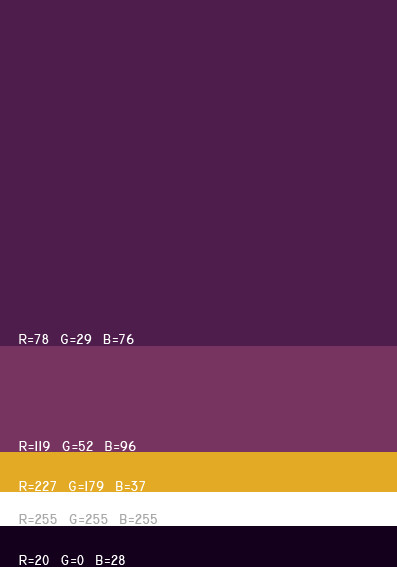 R=78 G=29 B=76
R=119 G=52 B=96
R=227 G=179 B=37
R=255 G=255 B=255
R=20 G=0 B=28